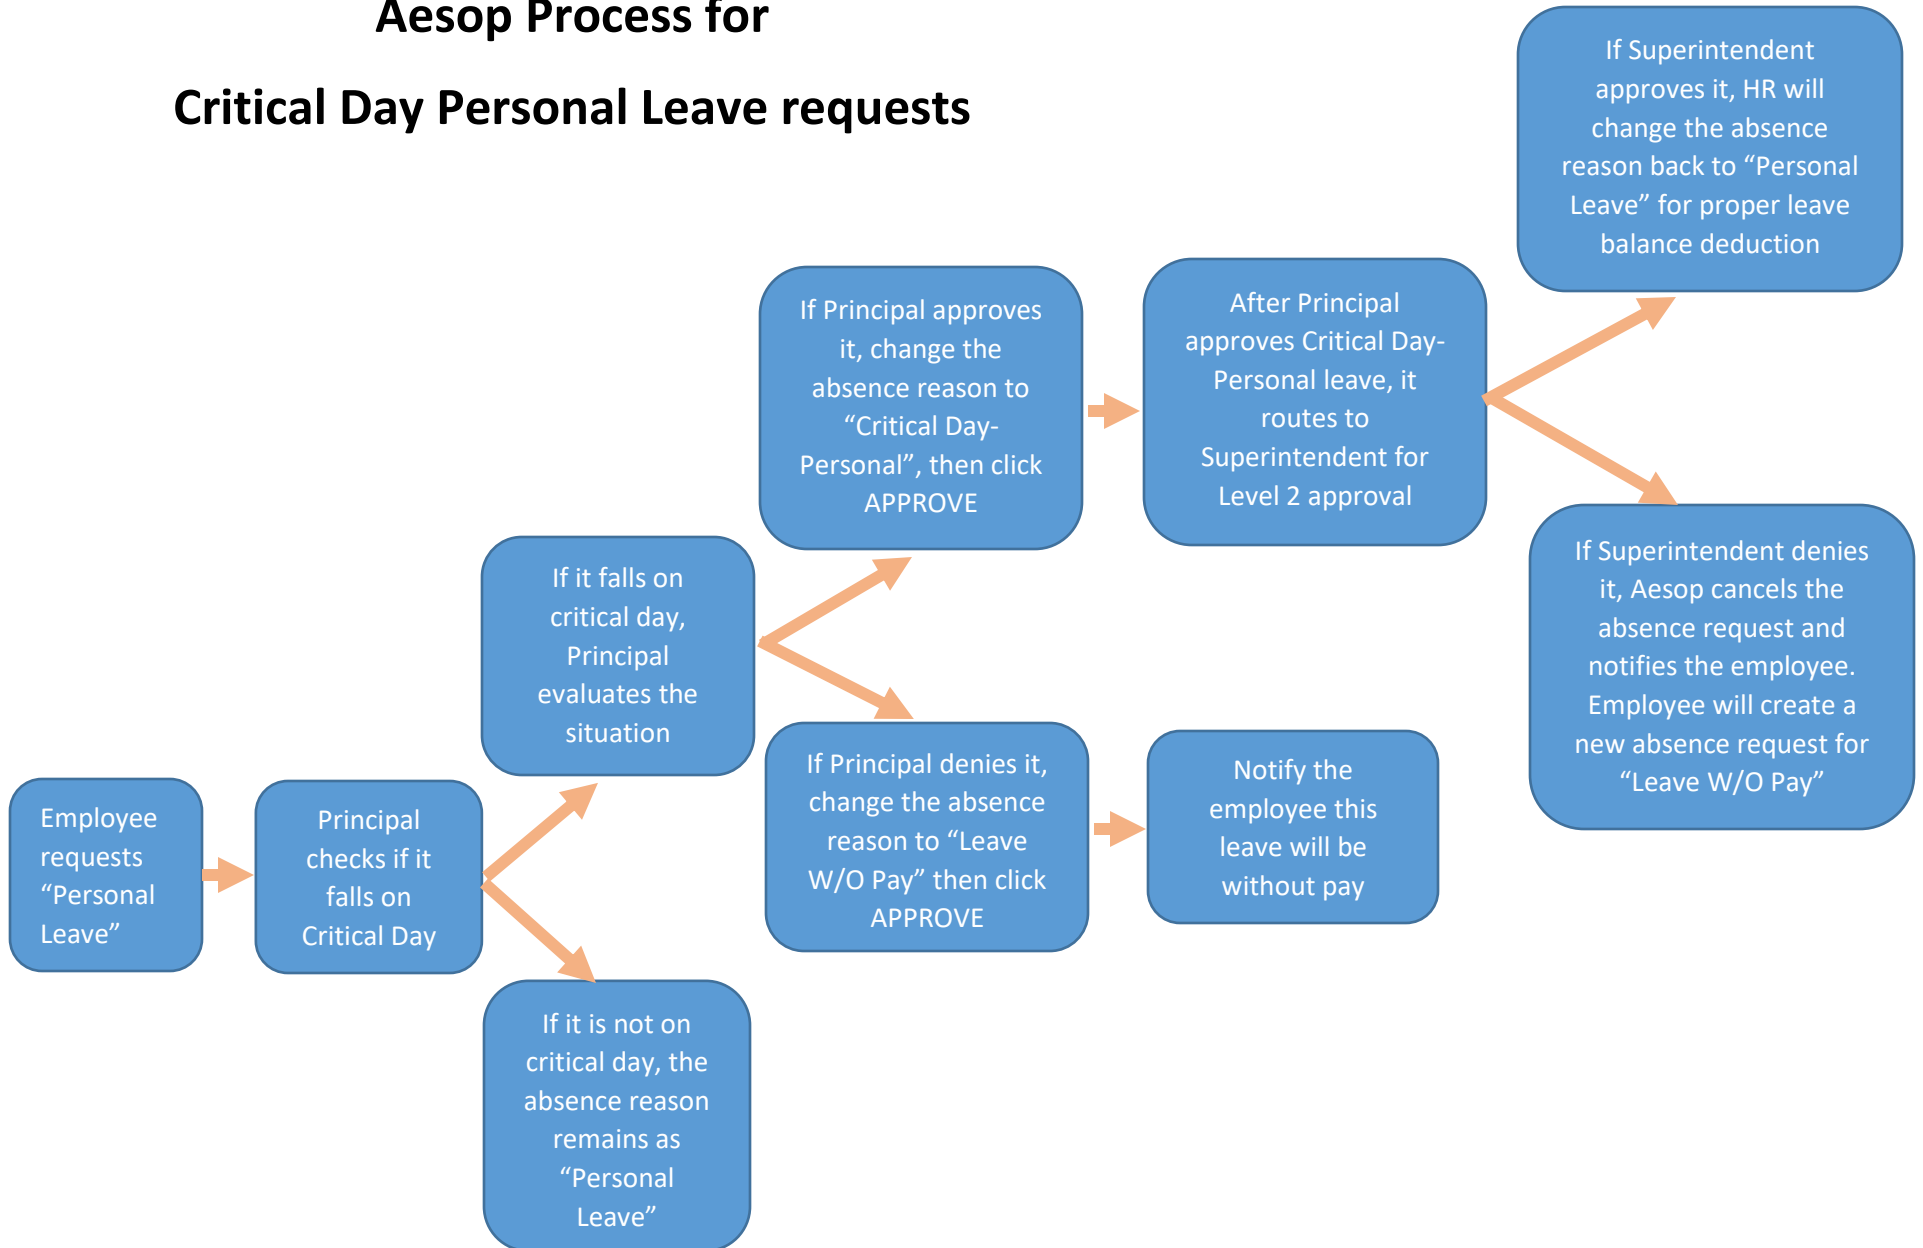 Aesop Process for
Critical Day Personal Leave requests
Employee
requests
“Personal
Leave”
Principal
checks if it
falls on
Critical Day
If it falls on
critical day,
Principal
evaluates the
situation
If it is not on
critical day, the
absence reason
remains as
“Personal
Leave”
If Principal approves
it, change the
absence reason to
“Critical Day-
Personal”, then click
APPROVE
If Principal denies it,
change the absence
reason to “Leave
W/O Pay” then click
APPROVE
After Principal
approves Critical Day-
Personal leave, it
routes to
Superintendent for
Level 2 approval
Notify the
employee this
leave will be
without pay
If Superintendent
approves it, HR will
change the absence
reason back to “Personal
Leave” for proper leave
balance deduction
If Superintendent denies
it, Aesop cancels the
absence request and
notifies the employee.
Employee will create a
new absence request for
“Leave W/O Pay”